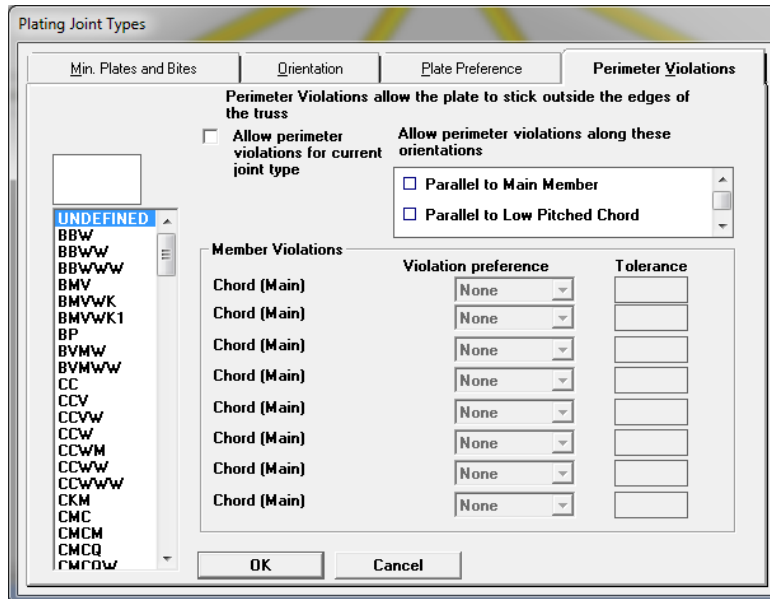 Plating Joint Types
Min. Plates and Bites
Orientation
Plate Preference
Perimeter Violations
Perimeter Violations allow the plate to stick outside the edges of
the truss
Allow perimeter
violations for current
joint type
Allow perimeter violations along these
orientations
Parallel to Main Member
Parallel to Low Pitched Chord
UNDEFINED
BBW
BBWW
BBWWW
BMV
BMVWK
BMVWK1
BP
BVMW
BVMWW
CC
CCV
CCVW
CCW
CCWM
CCWW
CCWWW
CKM
CMC
CMCM
CMCQ
CMCQW
Member Violations
Violation preference
Tolerance
Chord (Main)
None
Chord (Main)
None
Chord (Main)
None
Chord (Main)
None
Chord (Main)
None
Chord (Main)
None
Chord (Main)
None
Chord (Main)
None
OK
Cancel